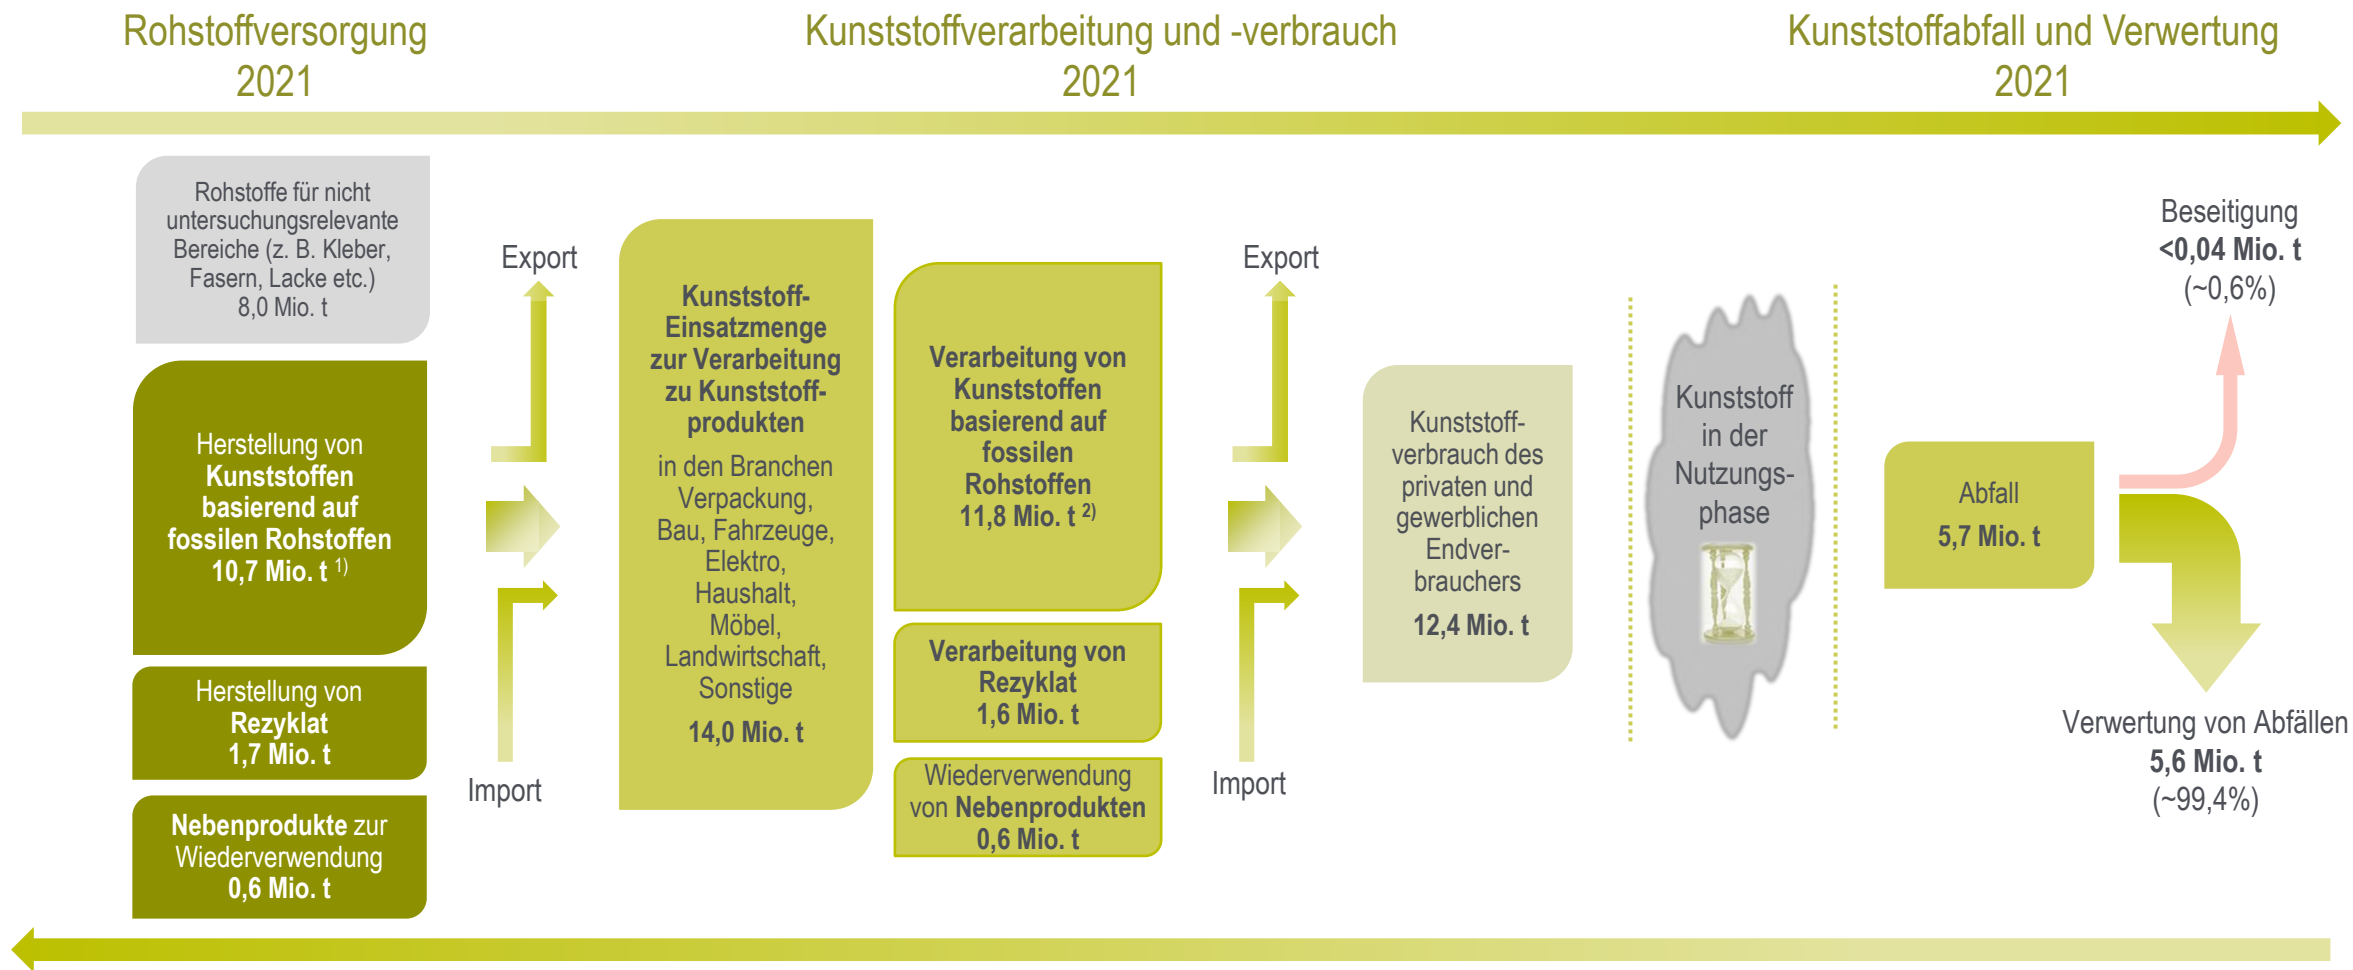 Rohstoffversorgung
2021
Kunststoffverarbeitung und -verbrauch
2021
Kunststoffabfall und Verwertung
2021
Rohstoffe für nicht
untersuchungsrelevante
Bereiche (z. B. Kleber,
Fasern, Lacke etc.)
8,0 Mio. t
Herstellung von
Kunststoffen
basierend auf
fossilen Rohstoffen
10,7 Mio. t 1)
Herstellung von
Rezyklat
1,7 Mio. t
Nebenprodukte zur
Wiederverwendung
0,6 Mio. t
Export
Import
Kunststoff-
Einsatzmenge
zur Verarbeitung
zu Kunststoff-
produkten
in den Branchen
Verpackung,
Bau, Fahrzeuge,
Elektro,
Haushalt,
Möbel,
Landwirtschaft,
Sonstige
14,0 Mio. t
Verarbeitung von
Kunststoffen
basierend auf
fossilen
Rohstoffen
11,8 Mio. t 2)
Verarbeitung von
Rezyklat
1,6 Mio. t
Wiederverwendung
von Nebenprodukten
0,6 Mio. t
Export
Import
Kunststoff-
verbrauch des
privaten und
gewerblichen
Endver-
brauchers
12,4 Mio. t
Kunststoff
in der
Nutzungs-
phase
Abfall
5,7 Mio. t
Beseitigung
<0,04 Mio. t
(~0,6%)
Verwertung von Abfällen
5,6 Mio. t
(~99,4%)